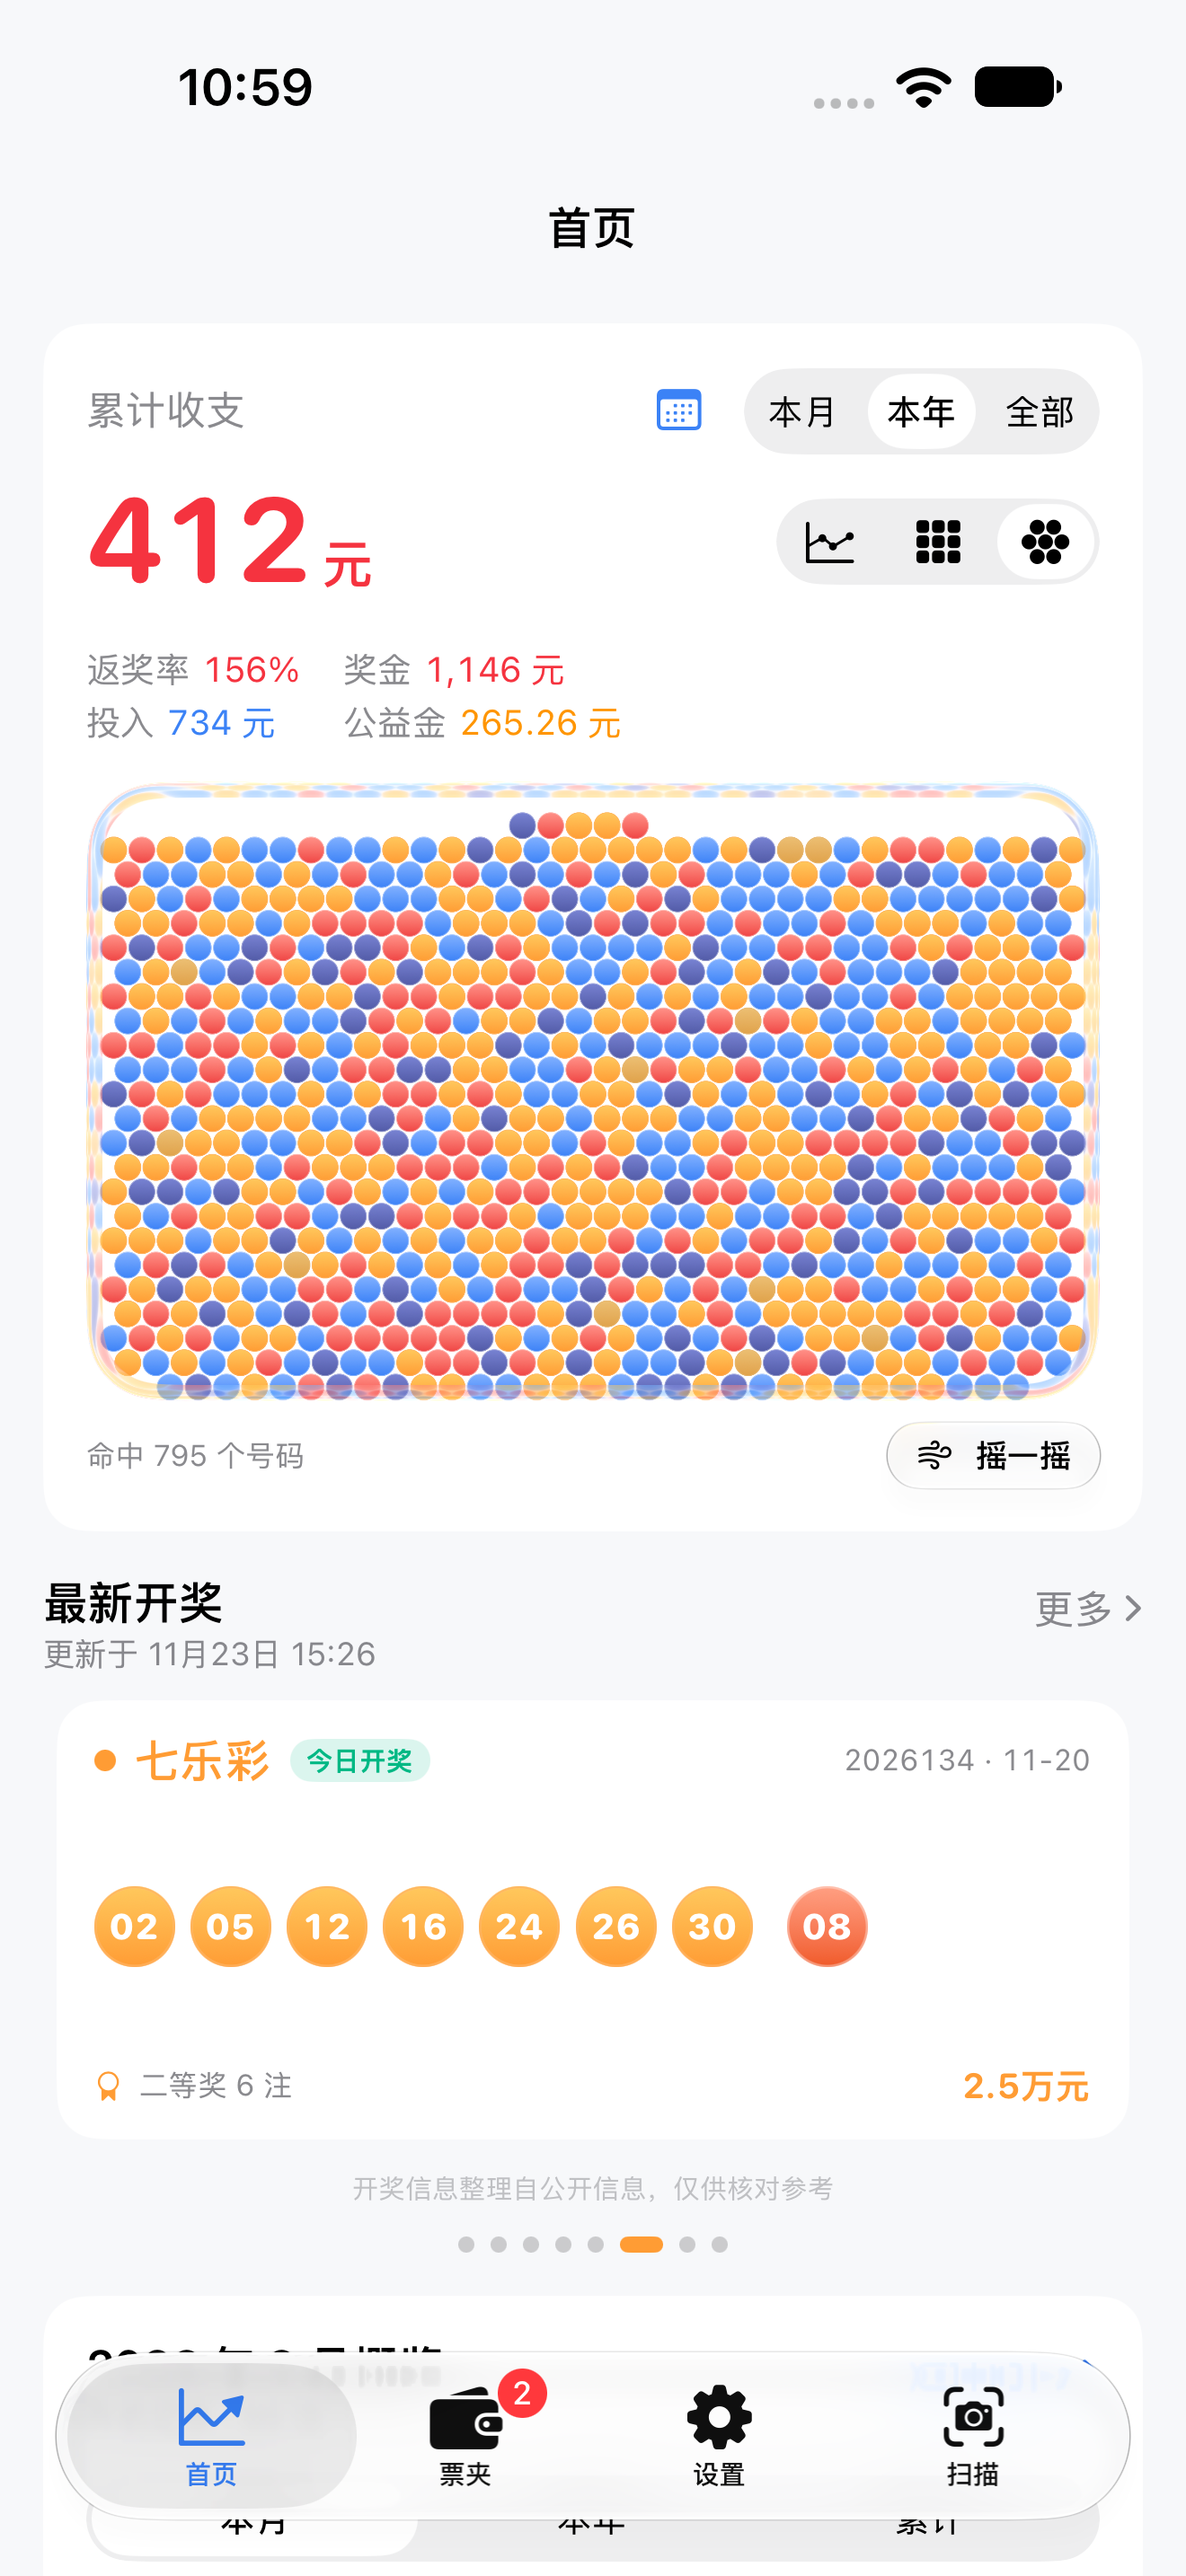 10:59
首页
累计收支
本月 本年 全部
412 元
返奖率 156% 奖金 1,146 元
投入 734 元 公益金 265.26 元
命中 795 个号码
摇一摇
最新开奖
更多
更新于 11月23日 15:26
七乐彩 今日开奖 2026134 · 11-20
02 05 12 16 24 26 30 08
二等奖 6 注 2.5万元
开奖信息整理自公开信息，仅供核对参考
2
首页 票夹 设置 扫描
本月 本年 累计